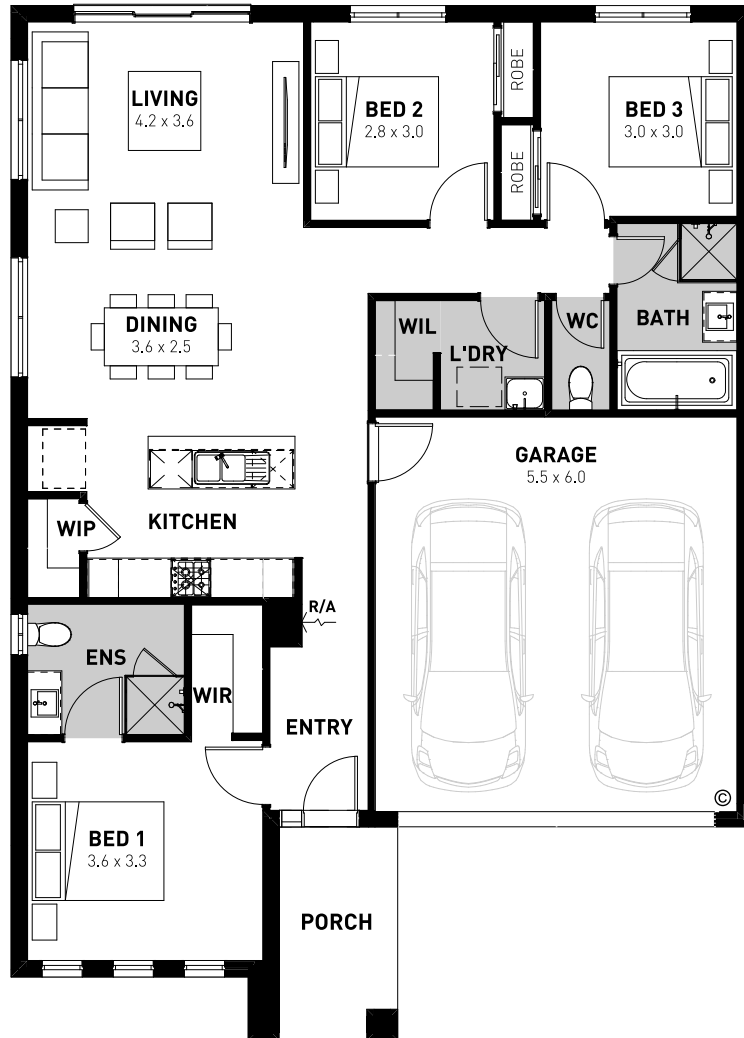 LIVING
4.2 x 3.6
BED 2
2.8 x 3.0
ROBE
ROBE
BED 3
3.0 x 3.0
DINING
3.6 x 2.5
WIL
L'DRY
WC
BATH
GARAGE
5.5 x 6.0
KITCHEN
WIP
R/A
ENS
WIR
ENTRY
©
BED 1
3.6 x 3.3
PORCH